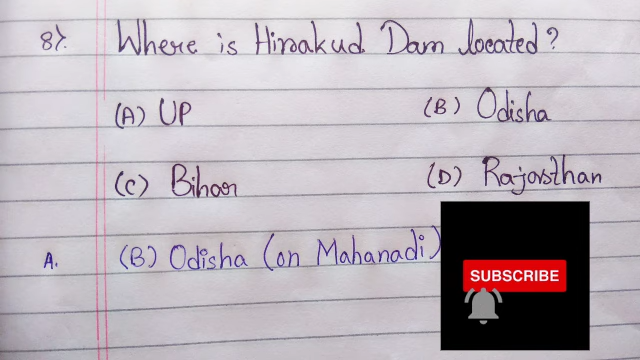 8).
Where is Hirakud Dam located?
(A) UP
(B) Odisha
(C) Bihar
(D) Rajasthan
A.
(B) Odisha (on Mahanadi)
SUBSCRIBE